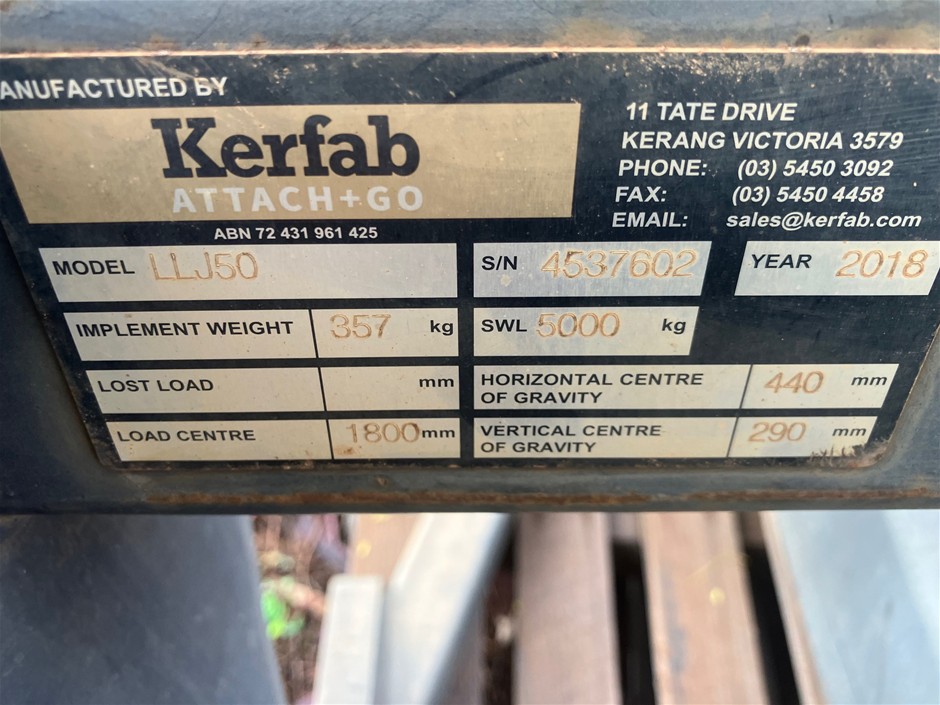 ANUFACTURED BY
Kerfab
ATTACH+GO
ABN 72 431 961 425
11 TATE DRIVE
KERANG VICTORIA 3579
PHONE: (03) 5450 3092
FAX: (03) 5450 4458
EMAIL: sales@kerfab.com
MODEL LLJ50 S/N 4537602 YEAR 2018
IMPLEMENT WEIGHT 357 kg SWL 5000 kg
LOST LOAD mm HORIZONTAL CENTRE
OF GRAVITY 440 mm
LOAD CENTRE 1800 mm VERTICAL CENTRE
OF GRAVITY 290 mm